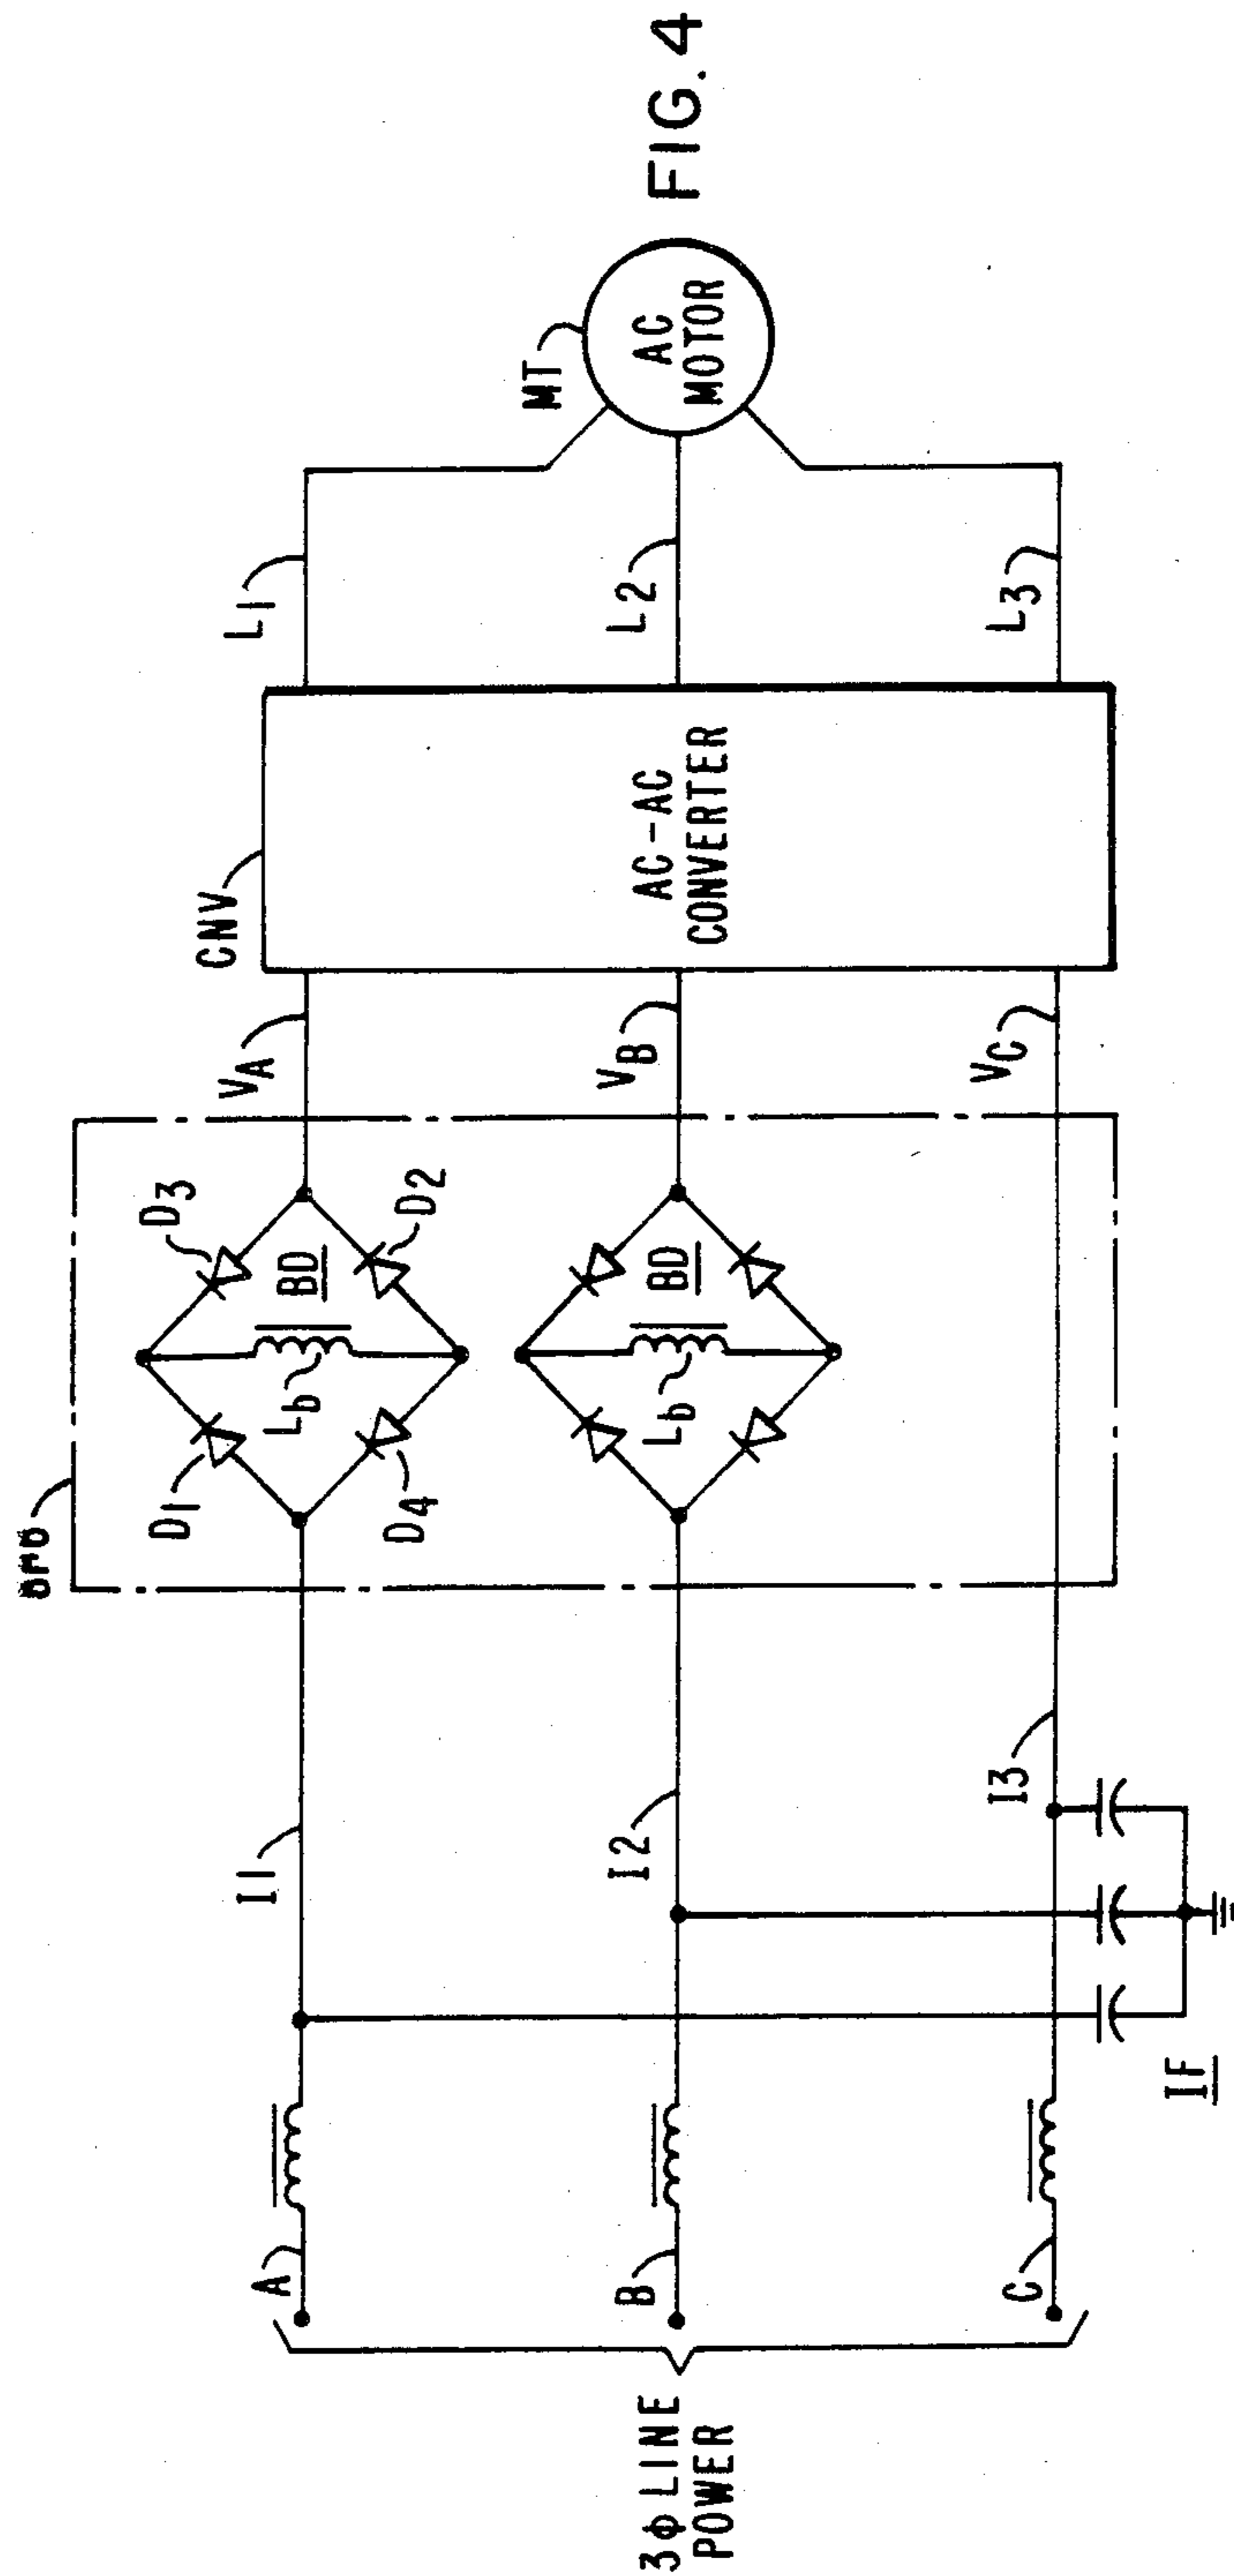 FIG. 4
3ϕ LINE
POWER
A
B
C
IF
I1
I2
I3
D1
D3
D4
D2
Lb
BD
Lb
BD
VA
VB
VC
CNV
AC-AC
CONVERTER
L1
L2
L3
MT
AC
MOTOR